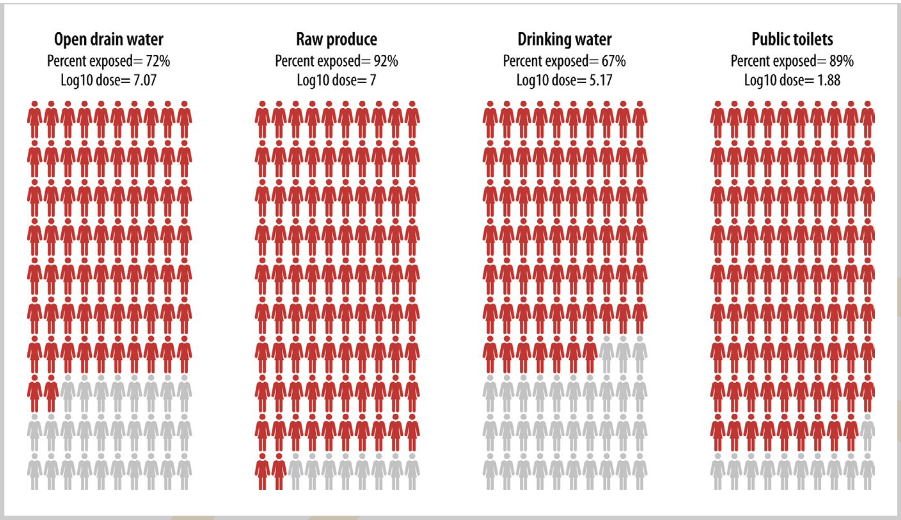 Open drain water
Percent exposed= 72%
Log10 dose= 7.07
Raw produce
Percent exposed= 92%
Log10 dose= 7
Drinking water
Percent exposed= 67%
Log10 dose= 5.17
Public toilets
Percent exposed= 89%
Log10 dose= 1.88